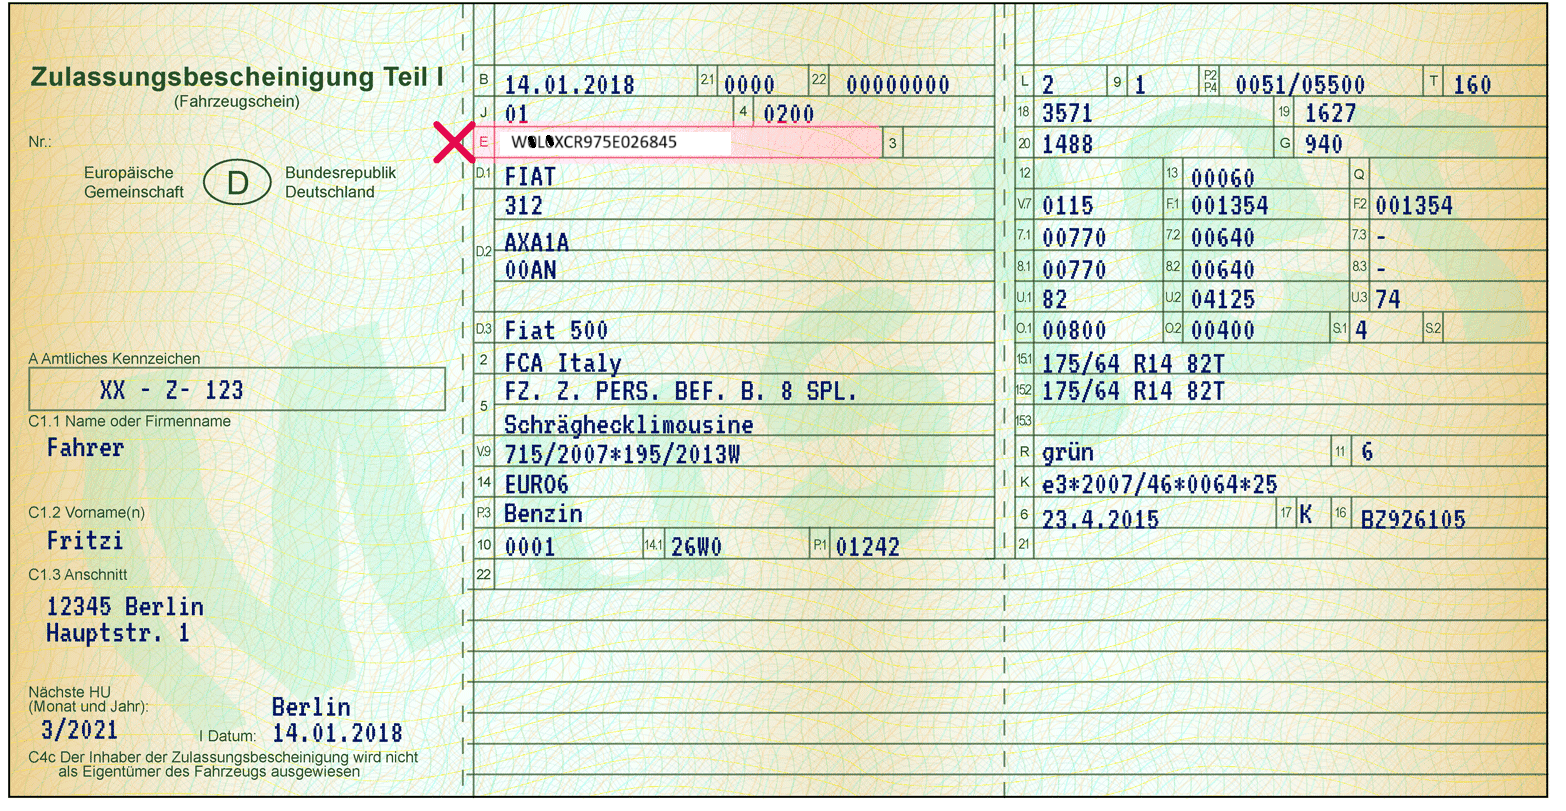 Zulassungsbescheinigung Teil I
(Fahrzeugschein)
Nr.:
Europäische
Gemeinschaft
D
Bundesrepublik
Deutschland
A Amtliches Kennzeichen
XX - Z- 123
C1.1 Name oder Firmenname
Fahrer
C1.2 Vorname(n)
Fritzi
C1.3 Anschnitt
12345 Berlin
Hauptstr. 1
Nächste HU
(Monat und Jahr):
3/2021
Berlin
I Datum: 14.01.2018
C4c Der Inhaber der Zulassungsbescheinigung wird nicht
als Eigentümer des Fahrzeugs ausgewiesen
B 14.01.2018 2.1 0000 2.2 00000000
J 01 4 0200
E W0L0XCR975E026845 3
D.1 FIAT
312
D.2 AXA1A
00AN
D.3 Fiat 500
2 FCA Italy
5 FZ. Z. PERS. BEF. B. 8 SPL.
Schräghecklimousine
V.9 715/2007*195/2013W
14 EURO6
P.3 Benzin
10 0001 14.1 26W0 P.1 01242
22
L 2 9 1 P.2 P.4 0051/05500 T 160
18 3571 19 1627
20 1488 G 940
12 13 00060 Q
V.7 0115 F.1 001354 F.2 001354
7.1 00770 7.2 00640 7.3 -
8.1 00770 8.2 00640 8.3 -
U.1 82 U.2 04125 U.3 74
O.1 00800 O.2 00400 S.1 4 S.2
15.1 175/64 R14 82T
15.2 175/64 R14 82T
15.3
R grün 11 6
K e3*2007/46*0064*25
6 23.4.2015 17 K 16 BZ926105
21